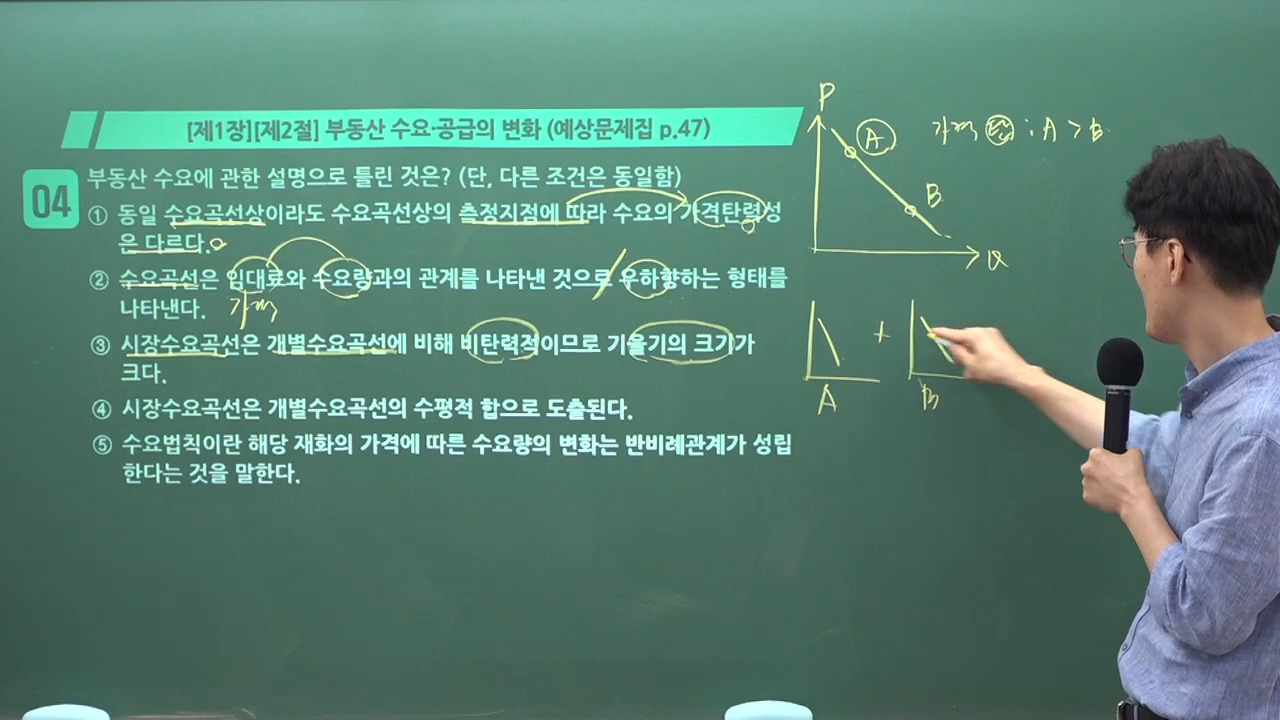 [제1장][제2절] 부동산 수요·공급의 변화 (예상문제집 p.47)
04
부동산 수요에 관한 설명으로 틀린 것은? (단, 다른 조건은 동일함)
① 동일 수요곡선상이라도 수요곡선상의 측정지점에 따라 수요의 가격탄력성
은 다르다.
② 수요곡선은 임대료와 수요량과의 관계를 나타낸 것으로 우하향하는 형태를
나타낸다.
가격
③ 시장수요곡선은 개별수요곡선에 비해 비탄력적이므로 기울기의 크기가
크다.
④ 시장수요곡선은 개별수요곡선의 수평적 합으로 도출된다.
⑤ 수요법칙이란 해당 재화의 가격에 따른 수요량의 변화는 반비례관계가 성립
한다는 것을 말한다.
P
A
B
Q
가격 탄 : A > B
+
A
B